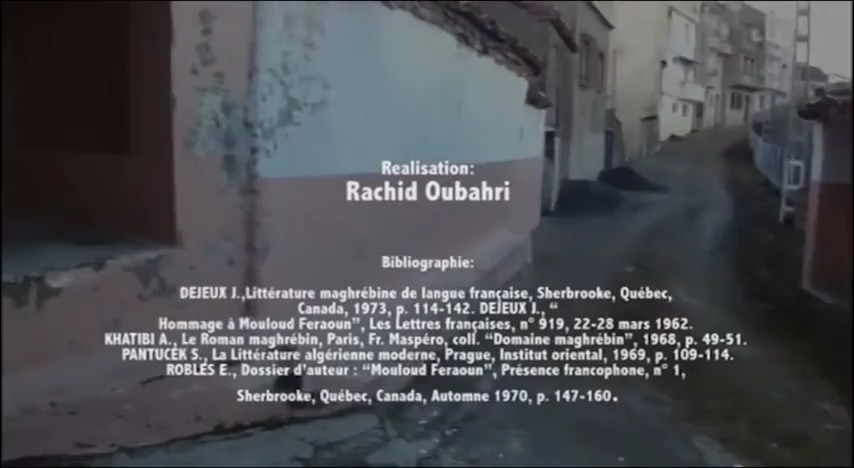 Realisation:
Rachid Oubahri
Bibliographie:
DEJEUX J.,Littérature maghrébine de langue française, Sherbrooke, Québec,
Canada, 1973, p. 114-142. DEJEUX J., “
Hommage à Mouloud Feraoun”, Les Lettres françaises, n° 919, 22-28 mars 1962.
KHATIBI A., Le Roman maghrébin, Paris, Fr. Maspéro, coll. “Domaine maghrébin”, 1968, p. 49-51.
PANTUCEK S., La Littérature algérienne moderne, Prague, Institut oriental, 1969, p. 109-114.
ROBLES E., Dossier d’auteur : “Mouloud Feraoun”, Présence francophone, n° 1,
Sherbrooke, Québec, Canada, Automne 1970, p. 147-160.